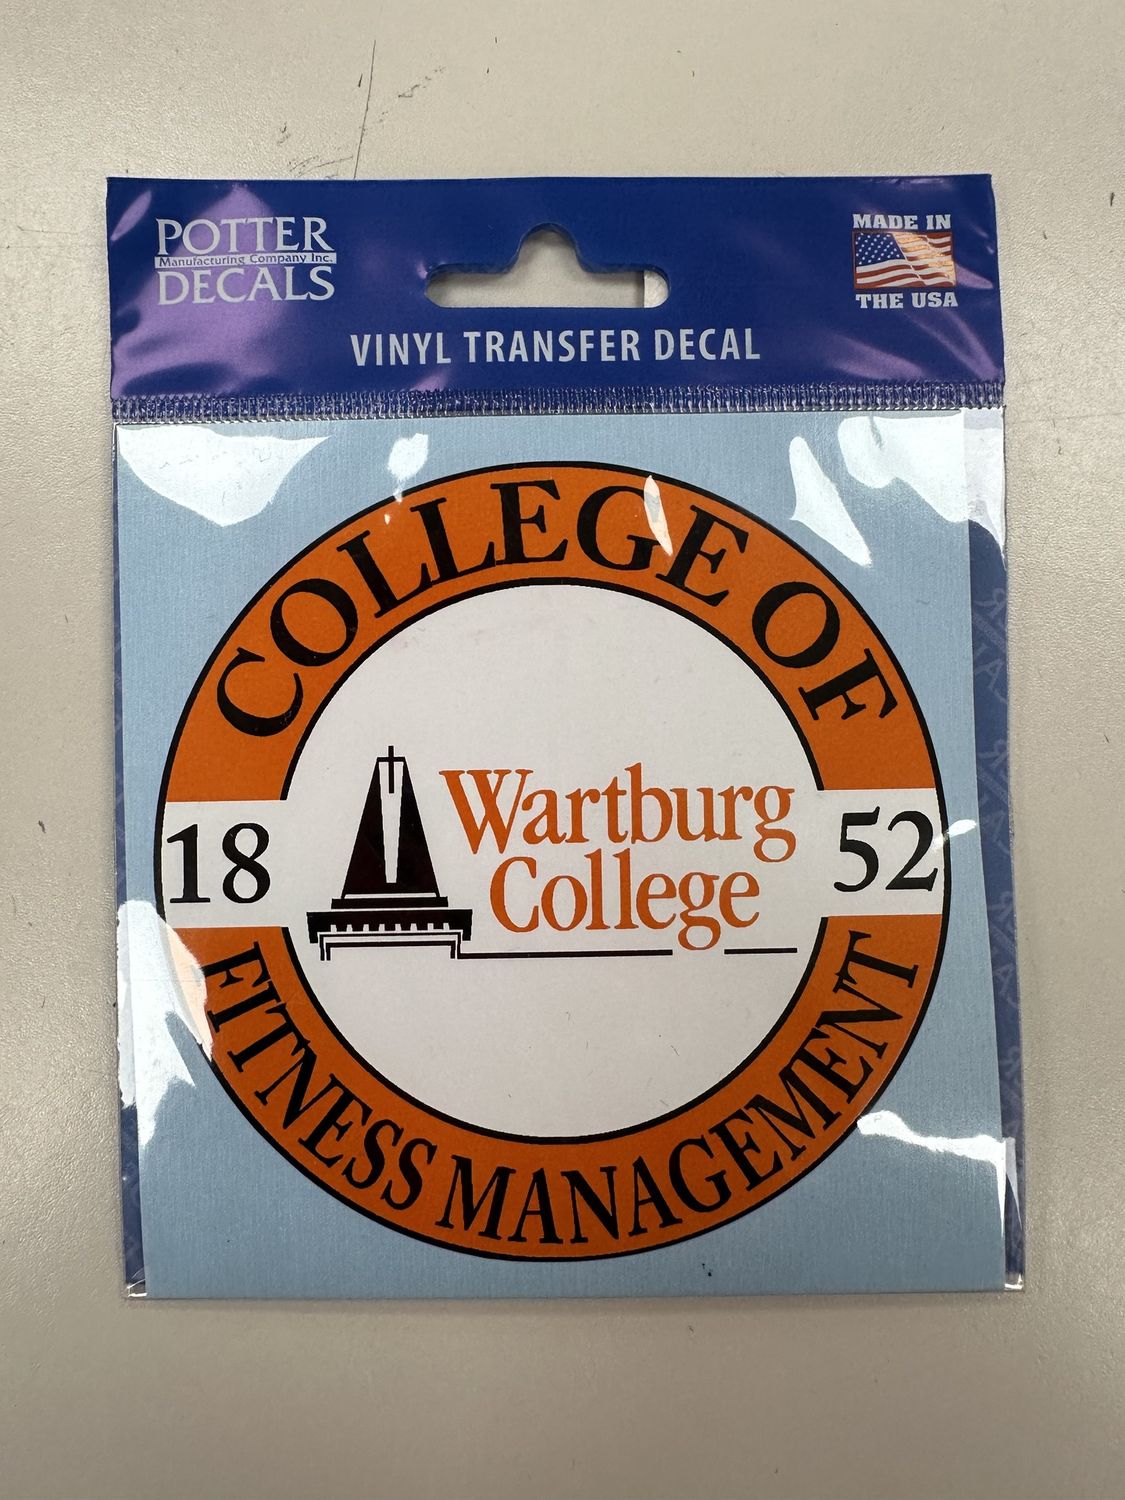 POTTER
Manufacturing Company Inc.
DECALS
MADE IN
THE USA
VINYL TRANSFER DECAL
COLLEGE OF
18
Wartburg
College
52
FITNESS MANAGEMENT